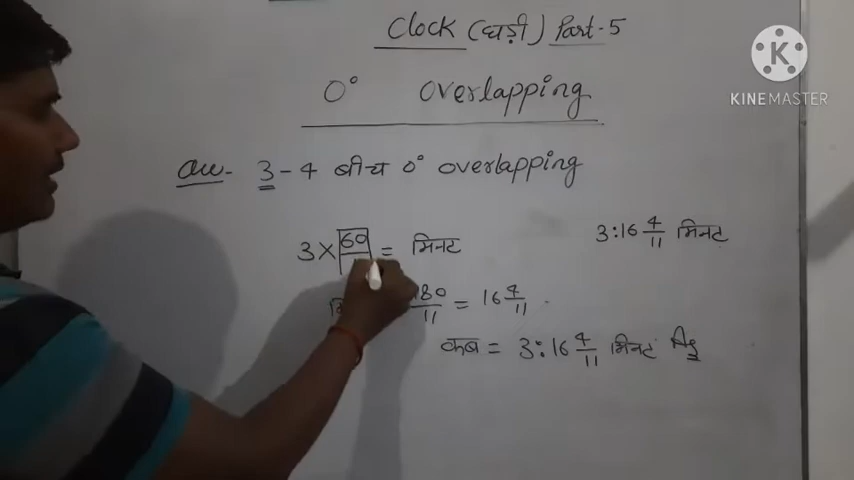 Clock (घड़ी) Part-5
0° overlapping
KINEMASTER
3-4 बीच 0° overlapping
3 × 60 = मिनट
3:16 4/11 मिनट
180/11 = 16 4/11
कब = 3:16 4/11 मिनट